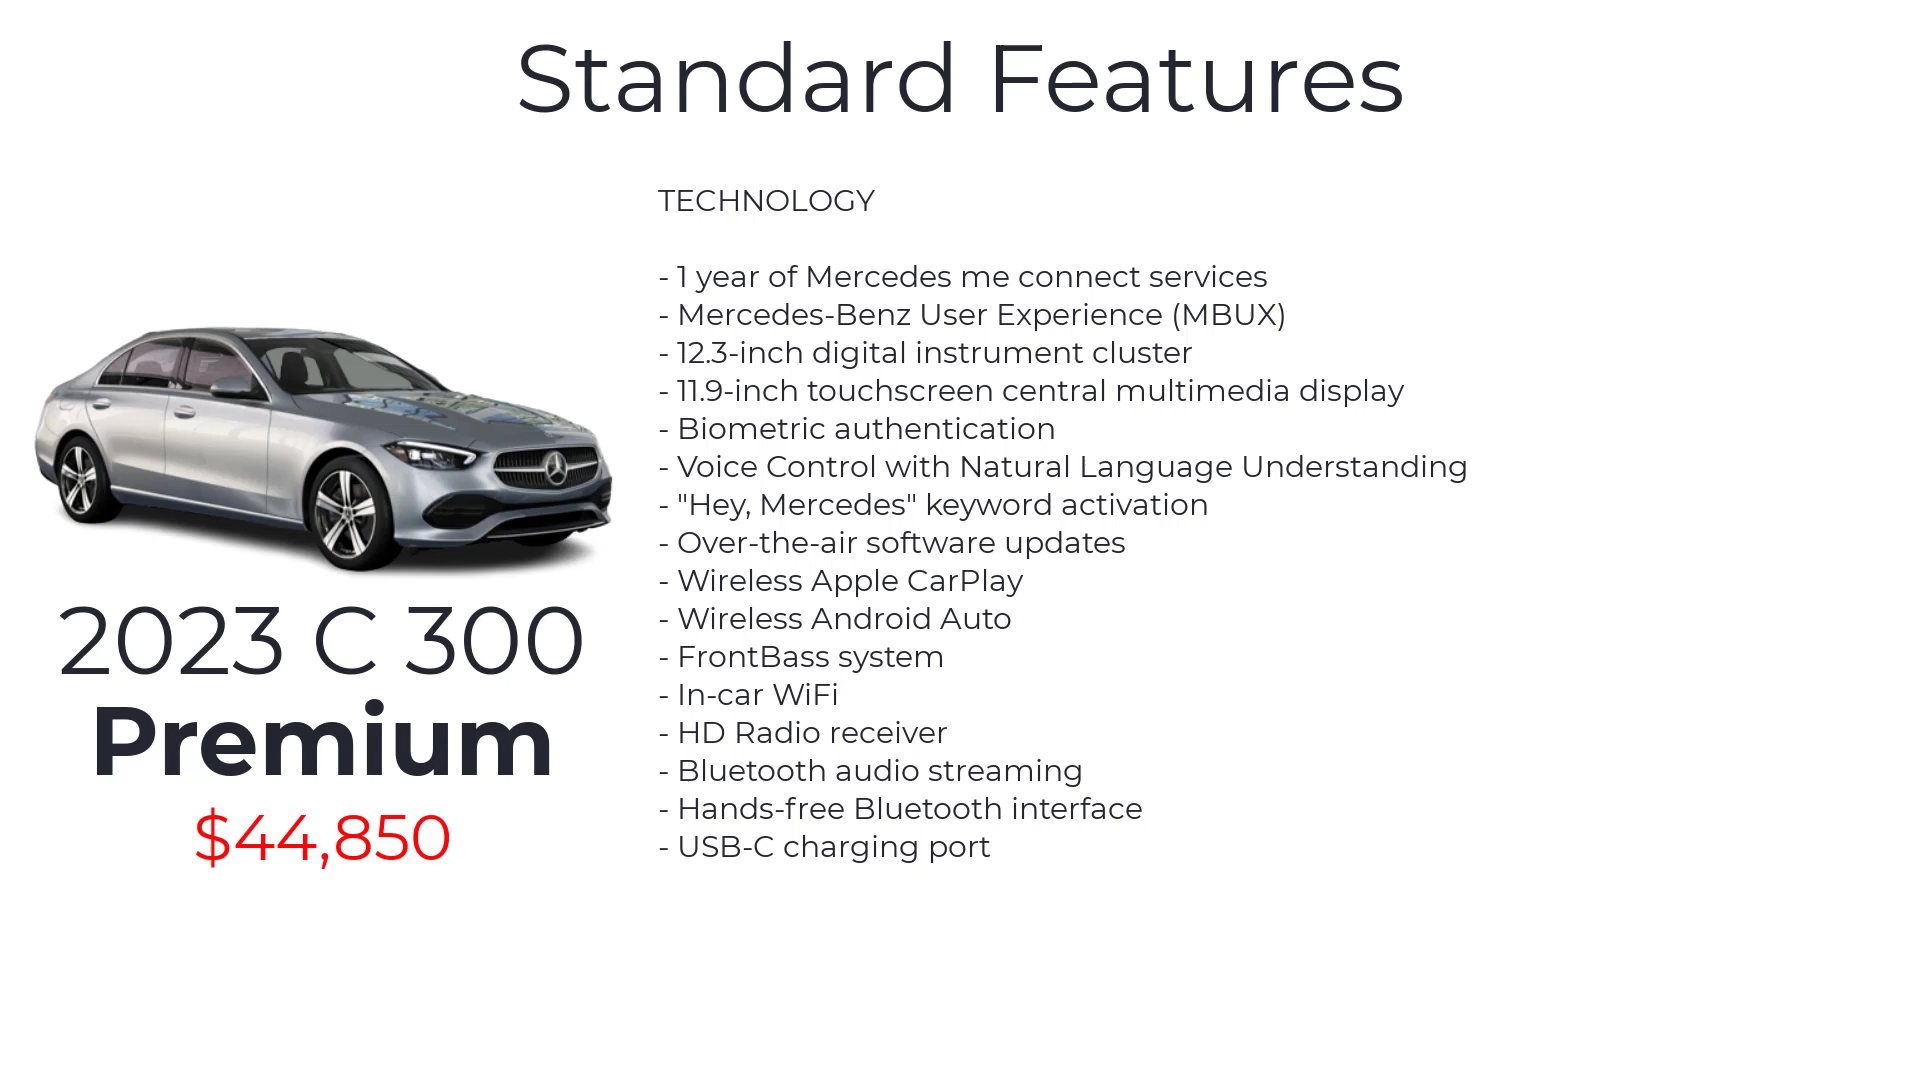 Standard Features
TECHNOLOGY
- 1 year of Mercedes me connect services
- Mercedes-Benz User Experience (MBUX)
- 12.3-inch digital instrument cluster
- 11.9-inch touchscreen central multimedia display
- Biometric authentication
- Voice Control with Natural Language Understanding
- "Hey, Mercedes" keyword activation
- Over-the-air software updates
- Wireless Apple CarPlay
- Wireless Android Auto
- FrontBass system
- In-car WiFi
- HD Radio receiver
- Bluetooth audio streaming
- Hands-free Bluetooth interface
- USB-C charging port
2023 C 300
Premium
$44,850